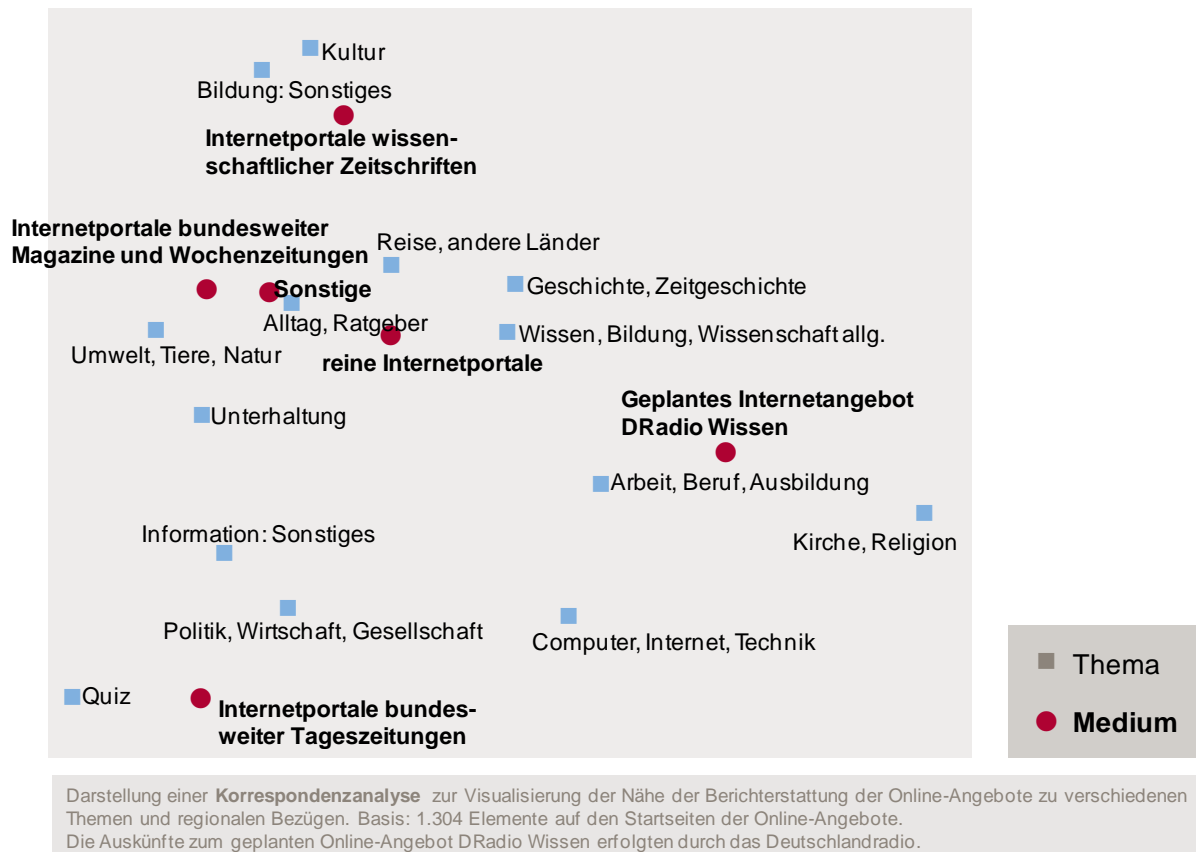 Kultur
Bildung: Sonstiges
Internetportale wissen-
schaftlicher Zeitschriften
Internetportale bundesweiter
Magazine und Wochenzeitungen
Reise, andere Länder
Sonstige
Geschichte, Zeitgeschichte
Alltag, Ratgeber
Wissen, Bildung, Wissenschaft allg.
Umwelt, Tiere, Natur
reine Internetportale
Geplantes Internetangebot
DRadio Wissen
Unterhaltung
Arbeit, Beruf, Ausbildung
Information: Sonstiges
Kirche, Religion
Politik, Wirtschaft, Gesellschaft
Computer, Internet, Technik
Quiz
Internetportale bundes-
weiter Tageszeitungen
Thema
Medium
Darstellung einer Korrespondenzanalyse zur Visualisierung der Nähe der Berichterstattung der Online-Angebote zu verschiedenen
Themen und regionalen Bezügen. Basis: 1.304 Elemente auf den Startseiten der Online-Angebote.
Die Auskünfte zum geplanten Online-Angebot DRadio Wissen erfolgten durch das Deutschlandradio.